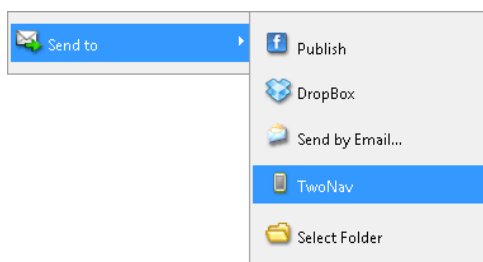 Send to
Publish
DropBox
Send by Email...
TwoNav
Select Folder